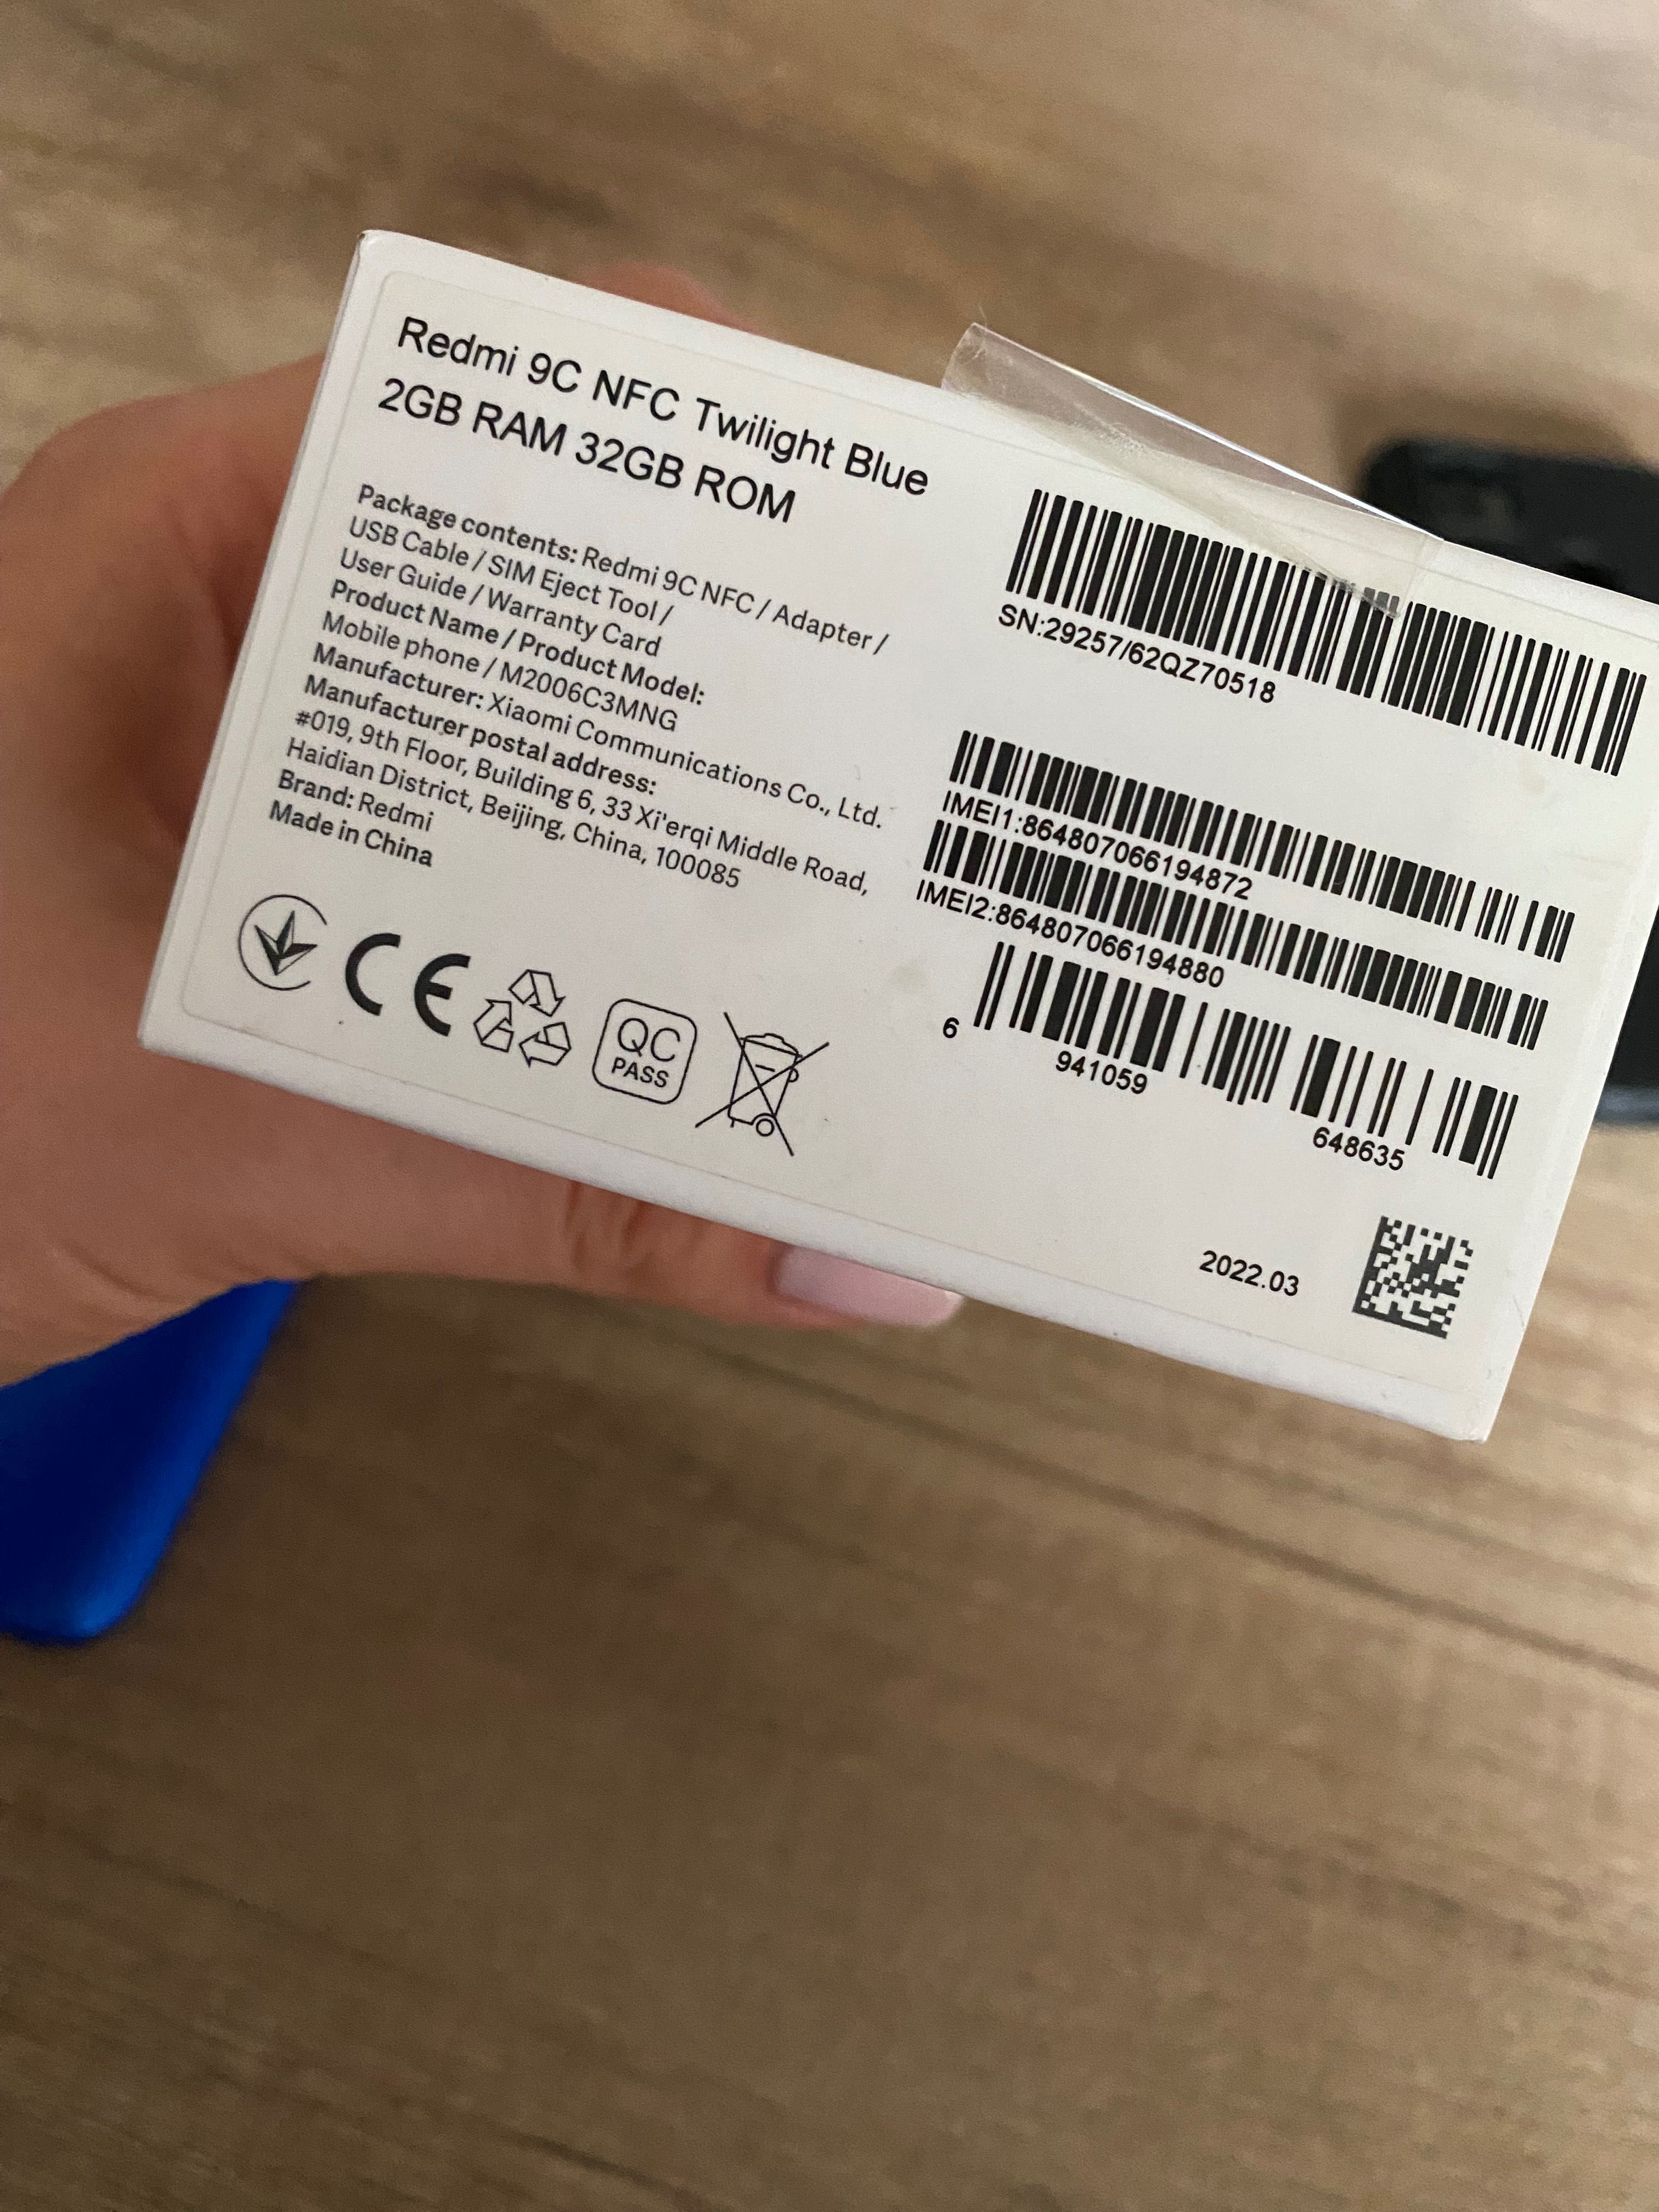 Redmi 9C NFC Twilight Blue
2GB RAM 32GB ROM
Package contents: Redmi 9C NFC / Adapter /
USB Cable / SIM Eject Tool /
User Guide / Warranty Card
Product Name / Product Model:
Mobile phone / M2006C3MNG
Manufacturer: Xiaomi Communications Co., Ltd.
Manufacturer postal address:
#019, 9th Floor, Building 6, 33 Xi'erqi Middle Road,
Haidian District, Beijing, China, 100085
Brand: Redmi
Made in China
CE
QC
PASS
SN:29257/62QZ70518
IMEI1:864807066194872
IMEI2:864807066194880
6 941059 648635
2022.03